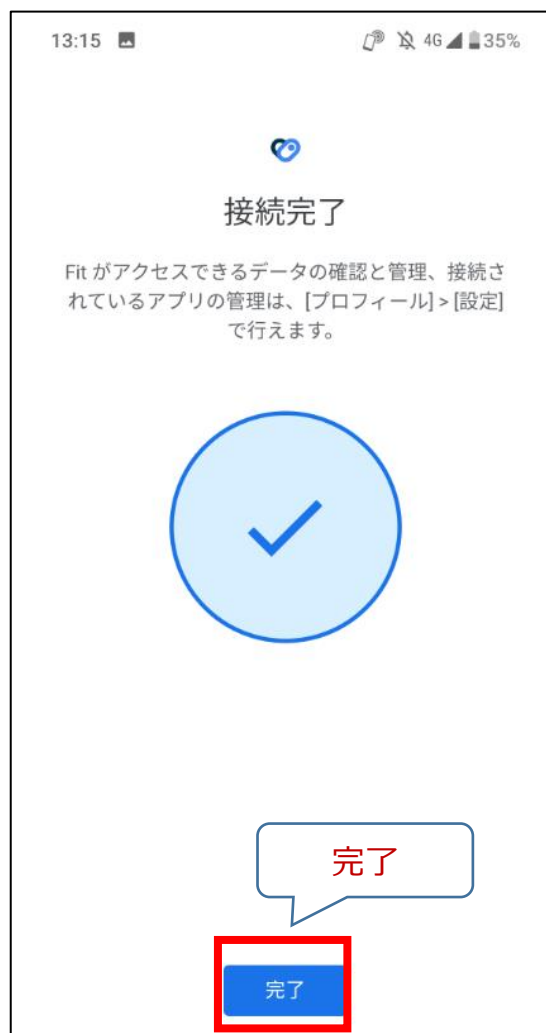 13:15 4G 35%
接続完了
Fit がアクセスできるデータの確認と管理、接続さ
れているアプリの管理は、[プロフィール] > [設定]
で行えます。
完了
完了